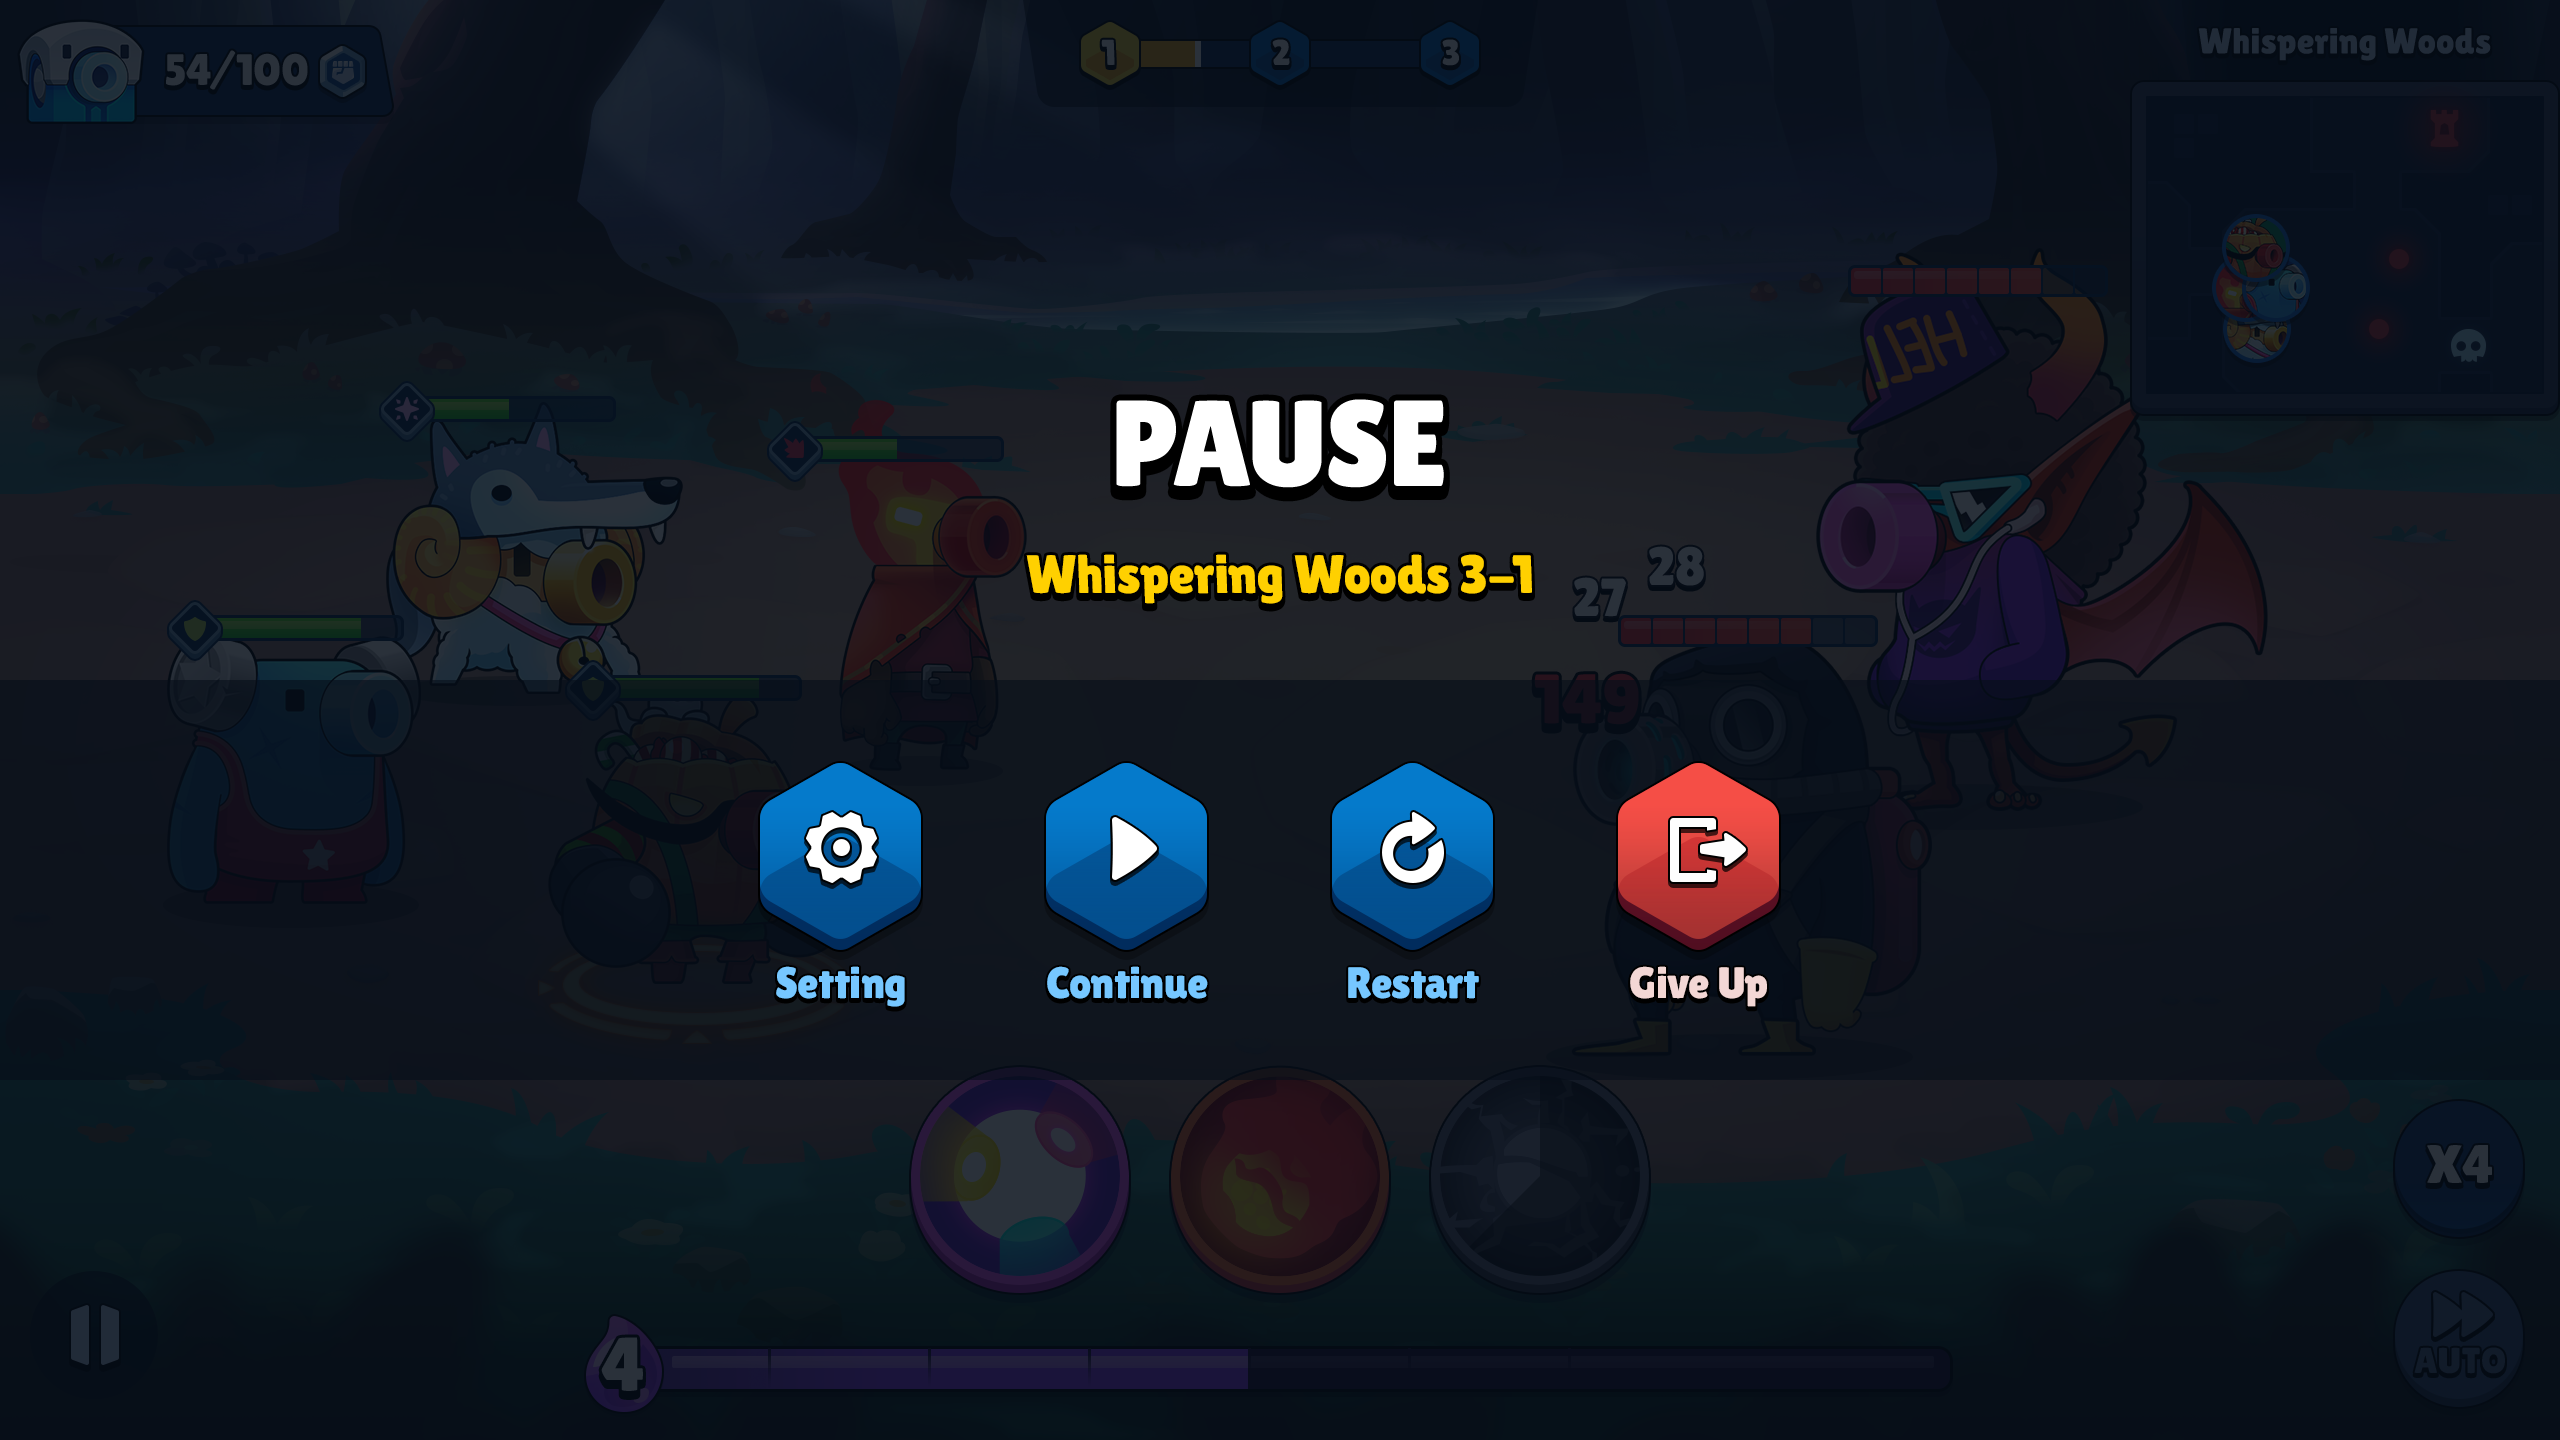 54/100
1
2
3
Whispering Woods
HELL
PAUSE
Whispering Woods 3-1
27
28
149
Setting
Continue
Restart
Give Up
X4
4
AUTO